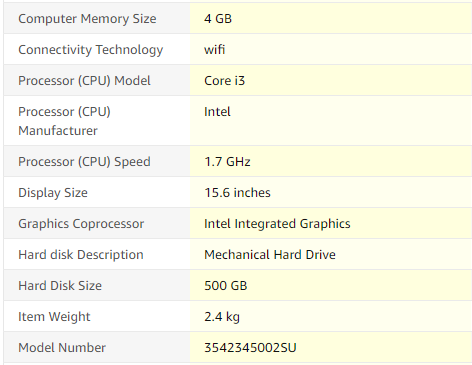 Computer Memory Size 4 GB
Connectivity Technology wifi
Processor (CPU) Model Core i3
Processor (CPU) Intel
Manufacturer
Processor (CPU) Speed 1.7 GHz
Display Size 15.6 inches
Graphics Coprocessor Intel Integrated Graphics
Hard disk Description Mechanical Hard Drive
Hard Disk Size 500 GB
Item Weight 2.4 kg
Model Number 3542345002SU